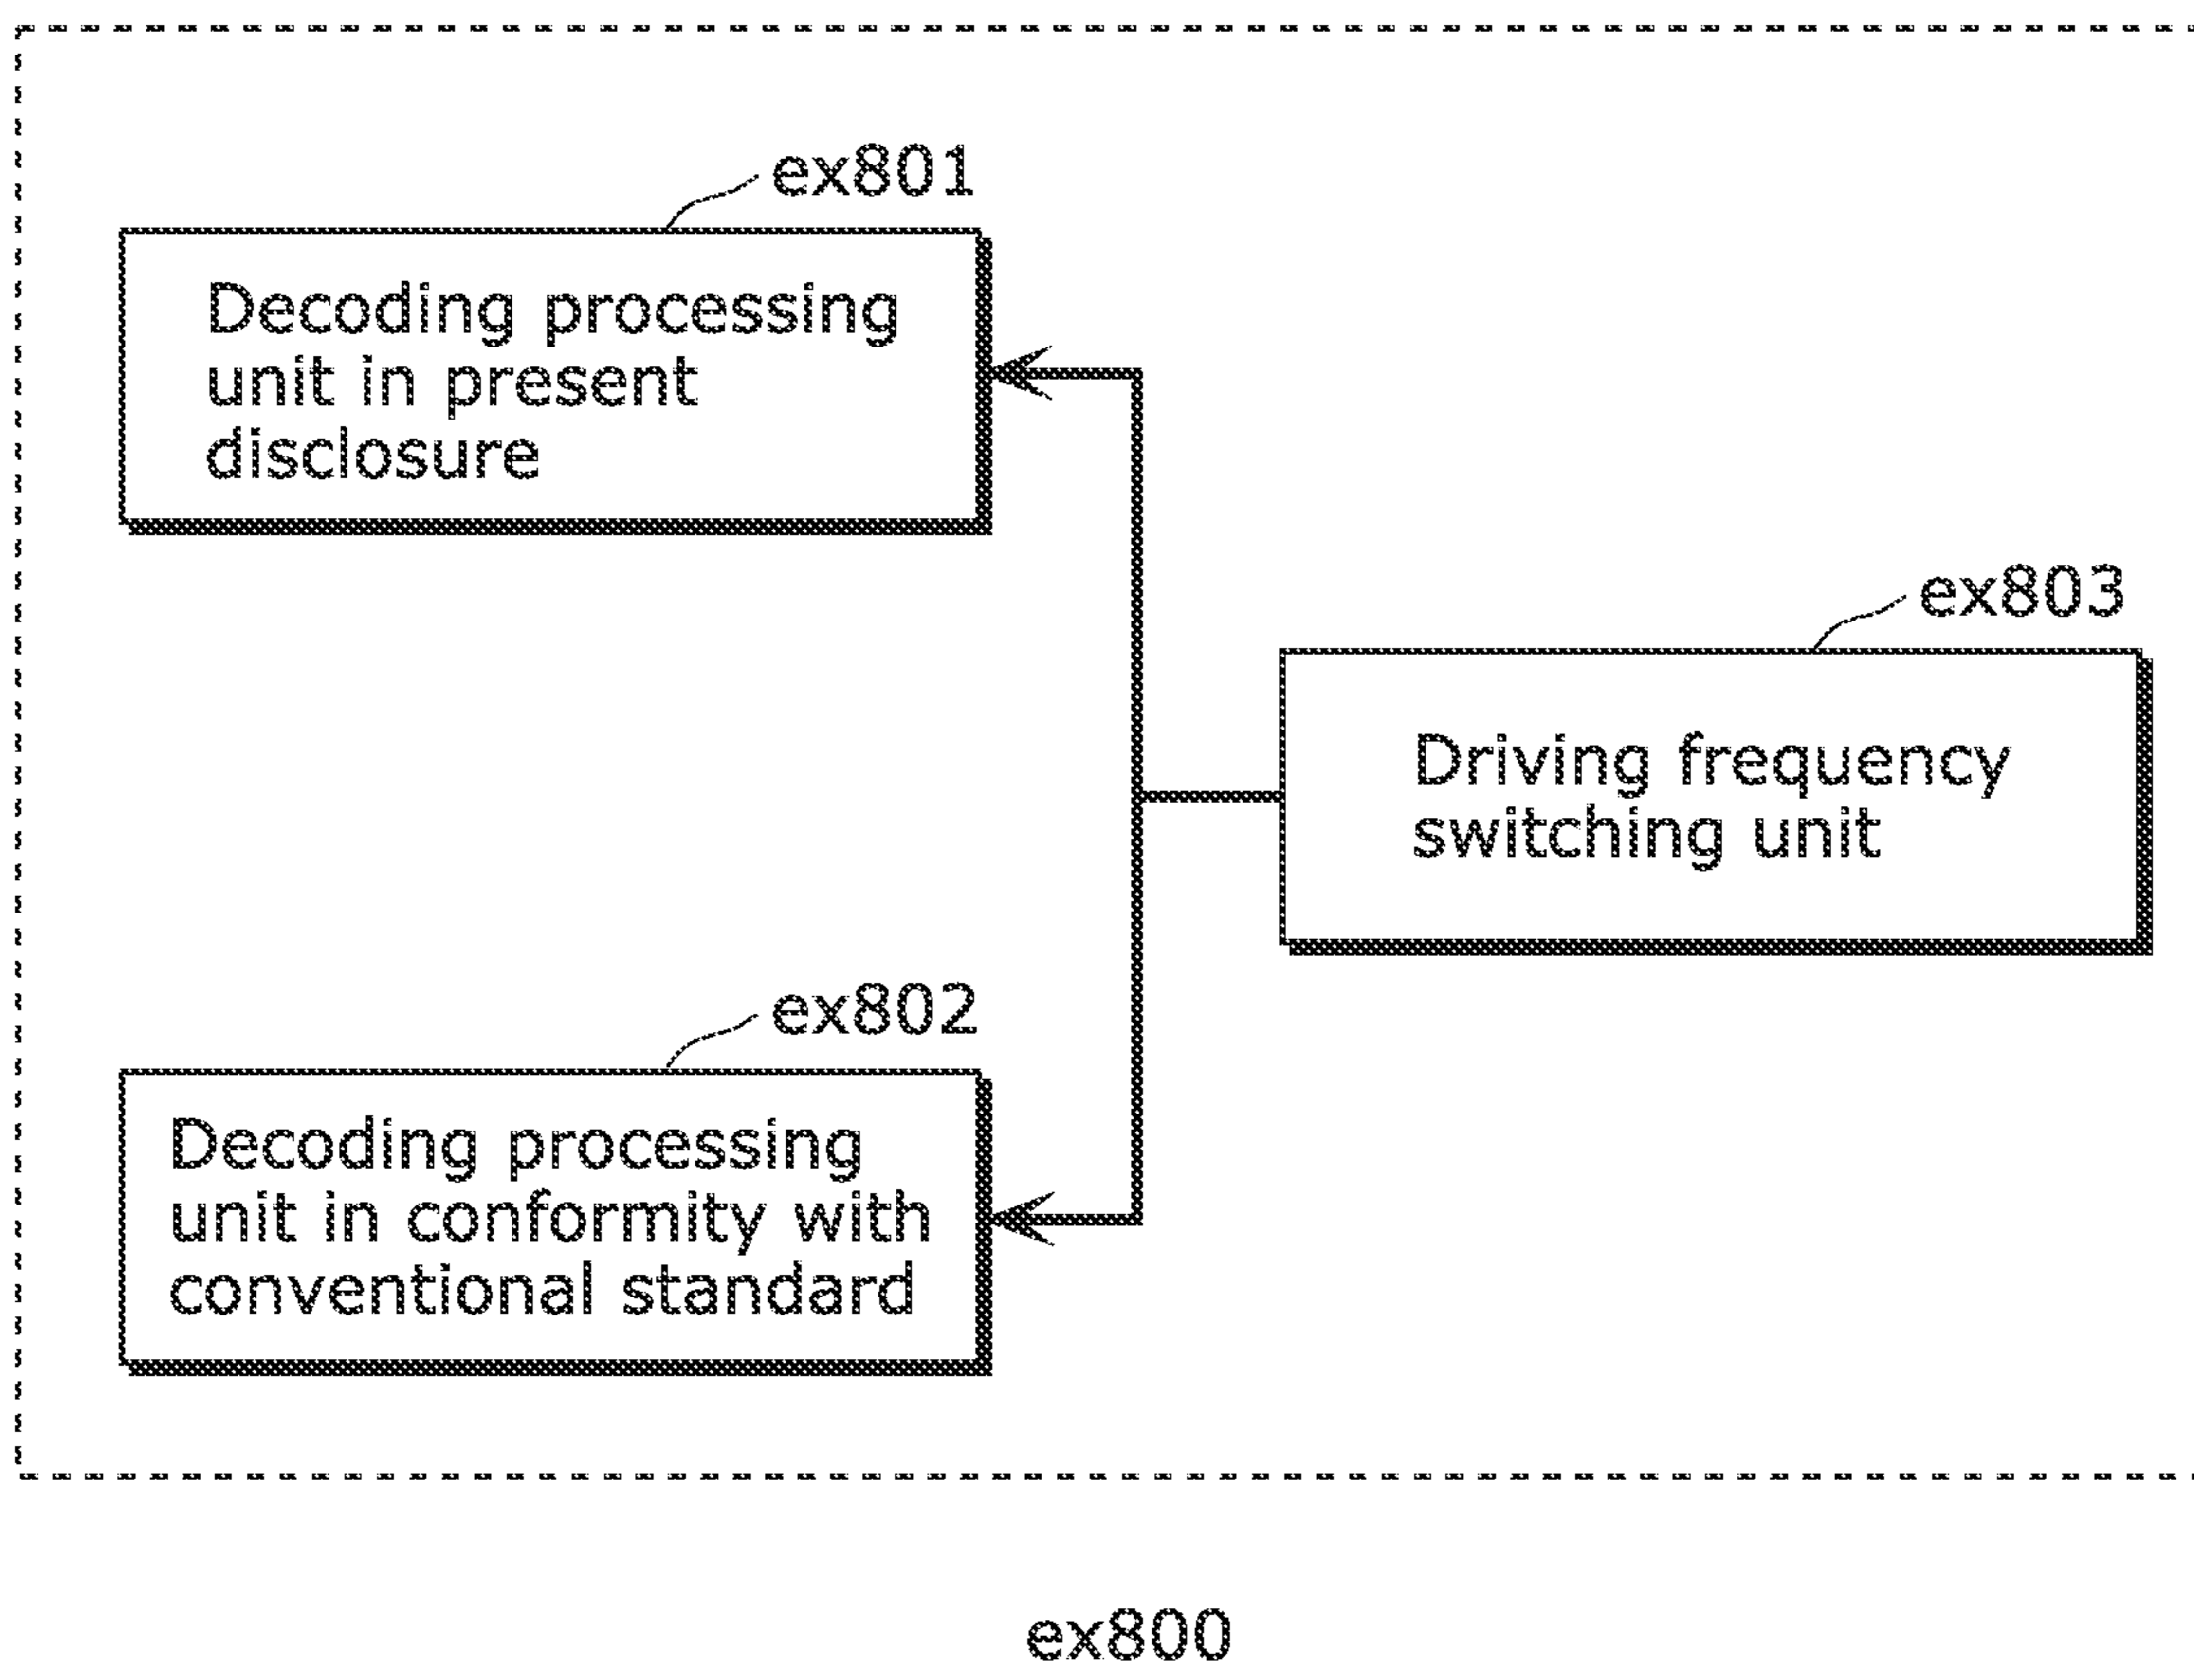 ex801
Decoding processing
unit in present
disclosure
ex803
Driving frequency
switching unit
ex802
Decoding processing
unit in conformity with
conventional standard
ex800